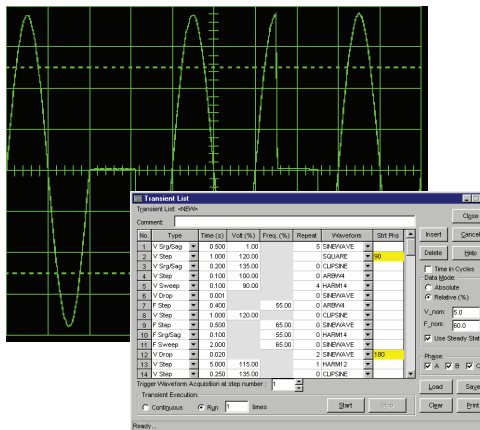 Transient List
Transient List: <NEW>
Close
Comment:
No. Type Time (s) Volt (%) Freq. (%) Repeat Waveform Strt Phs
Insert Cancel
1 V Srg/Sag 0.500 1.00 5 SINEWAVE
2 V Step 1.000 120.00 SQUARE 90
Delete Help
3 V Srg/Sag 0.200 135.00 0 CLIPSINE
4 V Step 0.100 100.00 0 ARBW4
Time in Cycles
5 V Sweep 0.100 90.00 4 HARM14
Data Mode:
6 V Drop 0.001 0 SINEWAVE
Absolute
7 F Step 0.400 55.00 0 ARBW4
Relative (%)
8 V Step 1.000 120.00 0 CLIPSINE
V_nom: 5.0
9 F Step 0.500 65.00 0 SINEWAVE
F_nom: 60.0
10 F Srg/Sag 0.100 55.00 0 HARM14
11 F Sweep 2.000 65.00 0 SINEWAVE
Use Steady Stat
12 V Drop 0.020 2 SINEWAVE 180
13 V Step 5.000 115.00 1 HARM12
Phase:
14 V Step 0.250 135.00 0 CLIPSINE
A B C
Trigger Waveform Acquisition at step number : 1
Load Save
Transient Execution:
Continuous Run 1 times Start Stop
Clear Print
Ready...